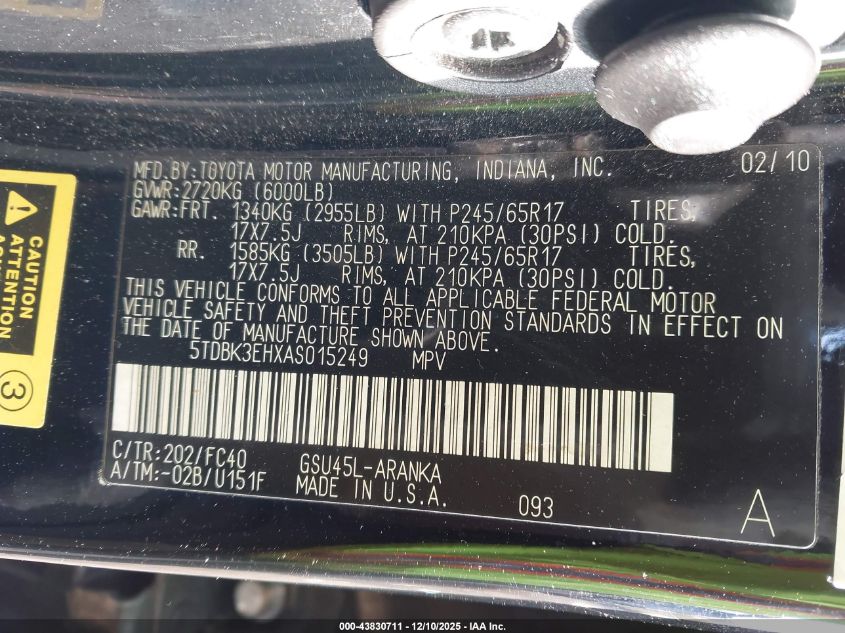 MFD.BY:TOYOTA MOTOR MANUFACTURING, INDIANA, INC. 02/10
GVWR:2720KG (6000LB)
GAWR:FRT. 1340KG (2955LB) WITH P245/65R17 TIRES,
17X7.5J RIMS, AT 210KPA (30PSI) COLD.
RR. 1585KG (3505LB) WITH P245/65R17 TIRES,
17X7.5J RIMS, AT 210KPA (30PSI) COLD.
THIS VEHICLE CONFORMS TO ALL APPLICABLE FEDERAL MOTOR
VEHICLE SAFETY AND THEFT PREVENTION STANDARDS IN EFFECT ON
THE DATE OF MANUFACTURE SHOWN ABOVE.
5TDBK3EHXAS015249 MPV
C/TR:202/FC40 GSU45L-ARANKA
A/TM:-02B/U151F MADE IN U.S.A. 093 A
CAUTION
ATTENTION
3
000-43830711 - 12/10/2025 - IAA Inc.